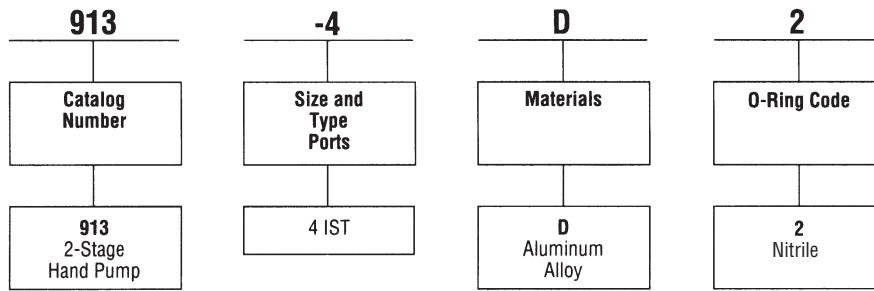 913 -4 D 2
Catalog
Number
Size and
Type
Ports
Materials
O-Ring Code
913
2-Stage
Hand Pump
4 IST
D
Aluminum
Alloy
2
Nitrile